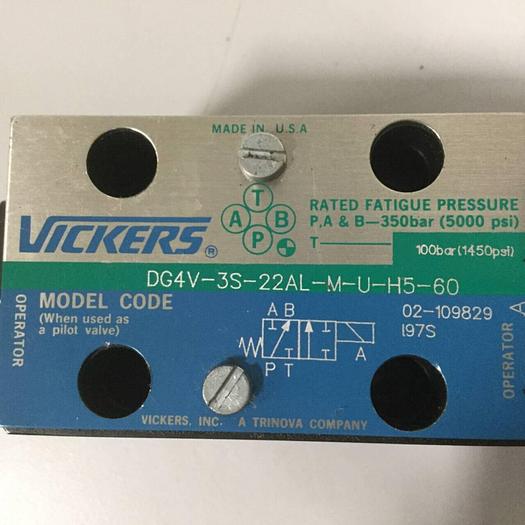 MADE IN U.S.A
T
A B
P
VICKERS®
RATED FATIGUE PRESSURE
P,A & B—350bar (5000 psi)
T
100bar(1450psi)
DG4V-3S-22AL-M-U-H5-60
OPERATOR
MODEL CODE
(When used as
a pilot valve)
A B
A
P T
02-109829
197S
OPERATOR A
VICKERS, INC. A TRINOVA COMPANY